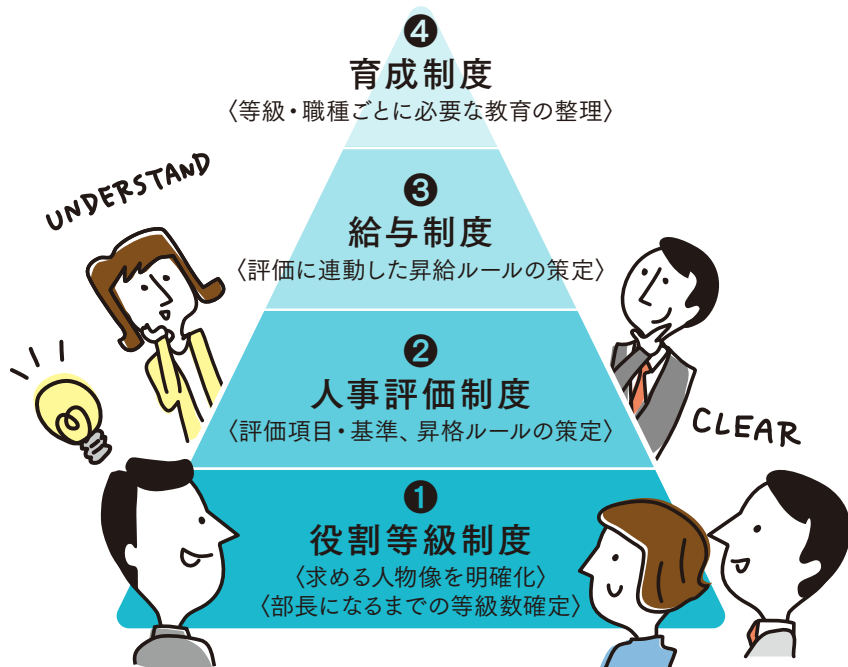 ❹
育成制度
〈等級・職種ごとに必要な教育の整理〉
UNDERSTAND
❸
給与制度
〈評価に連動した昇給ルールの策定〉
❷
人事評価制度
〈評価項目・基準、昇格ルールの策定〉
CLEAR
❶
役割等級制度
〈求める人物像を明確化〉
〈部長になるまでの等級数確定〉